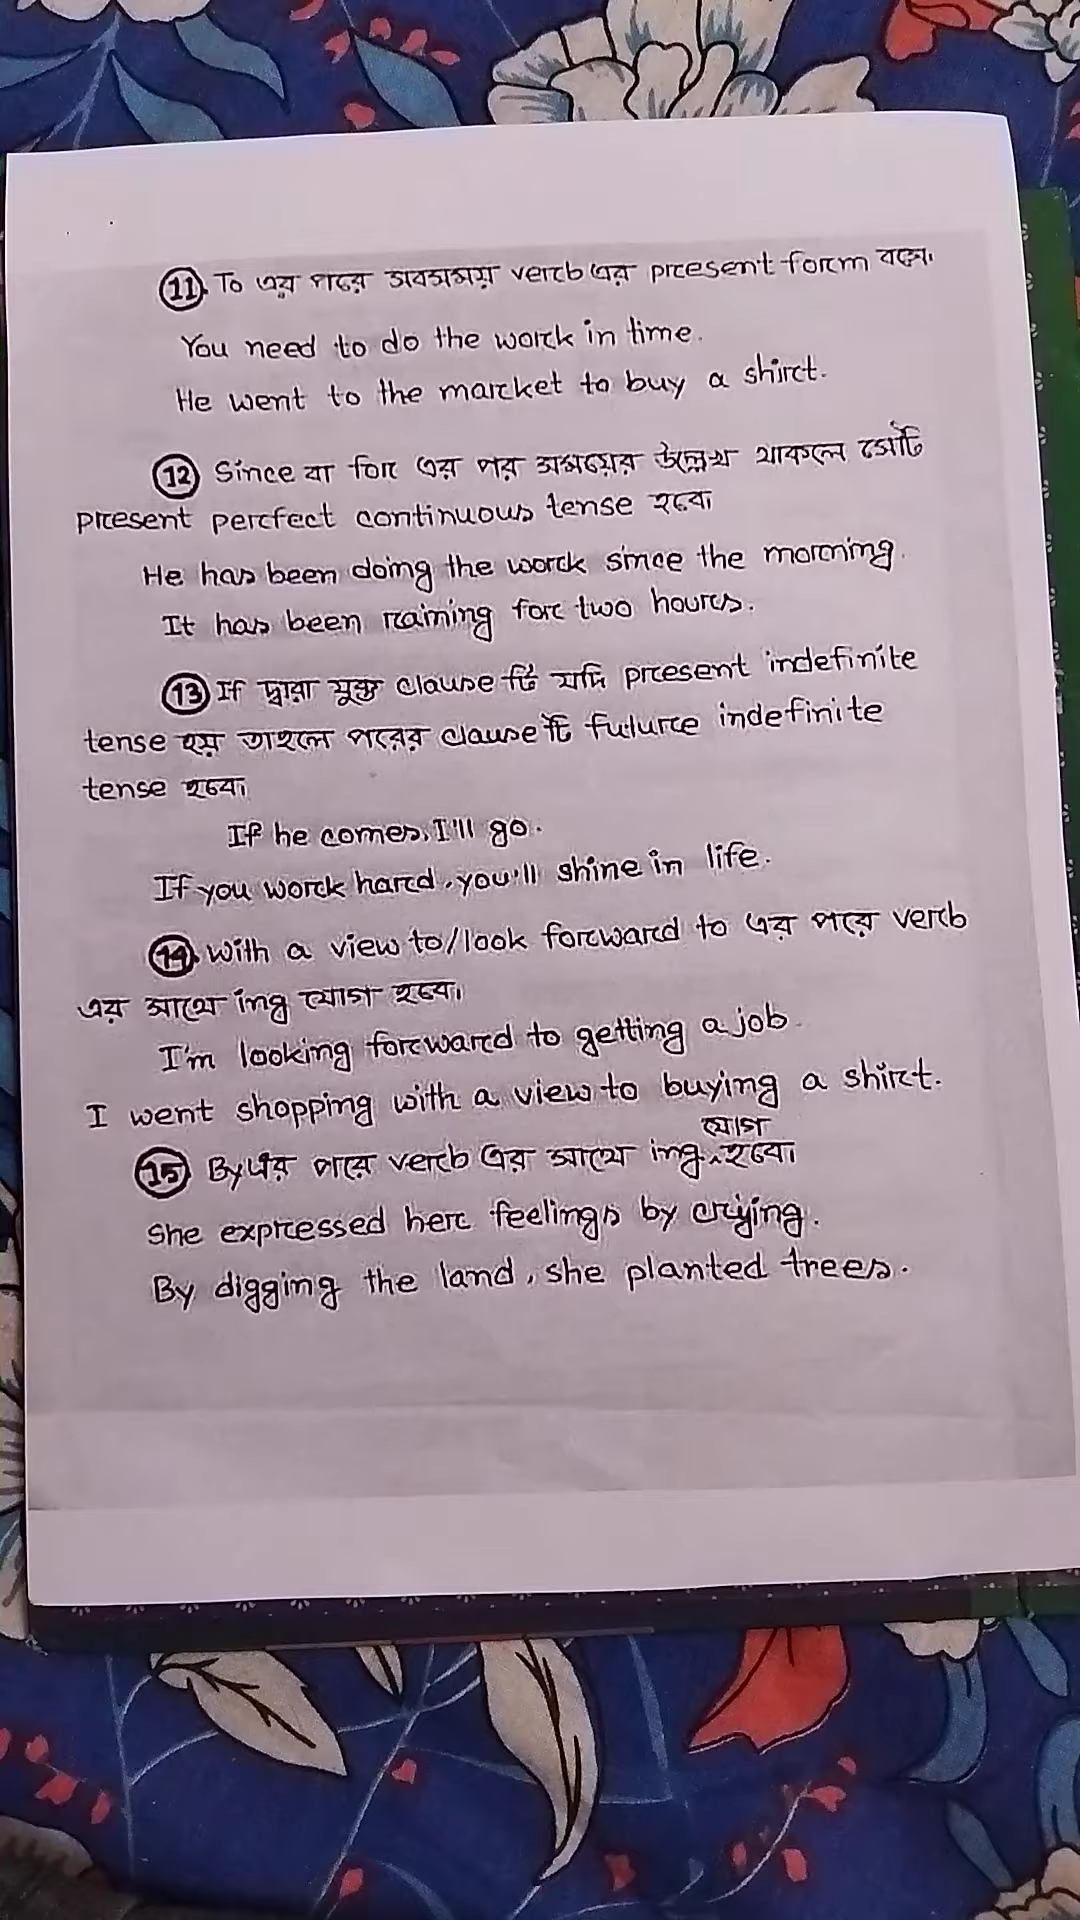 11. To এর পরে সবসময় verb এর present form বসে।
You need to do the work in time.
He went to the market to buy a shirt.
12 Since বা for এর পর সময়ের উল্লেখ থাকলে সেটি
present perfect continuous tense হবে।
He has been doing the work since the morning.
It has been raining for two hours.
13 If দ্বারা যুক্ত clause টি যদি present indefinite
tense হয় তাহলে পরের clause টি future indefinite
tense হবে।
If he comes, I'll go.
If you work hard, you'll shine in life.
14. With a view to/look forward to এর পরে verb
এর সাথে ing যোগ হবে।
I'm looking forward to getting a job.
I went shopping with a view to buying a shirt.
15 By এর পরে verb এর সাথে ing যোগ হবে।
She expressed her feelings by crying.
By digging the land, she planted trees.